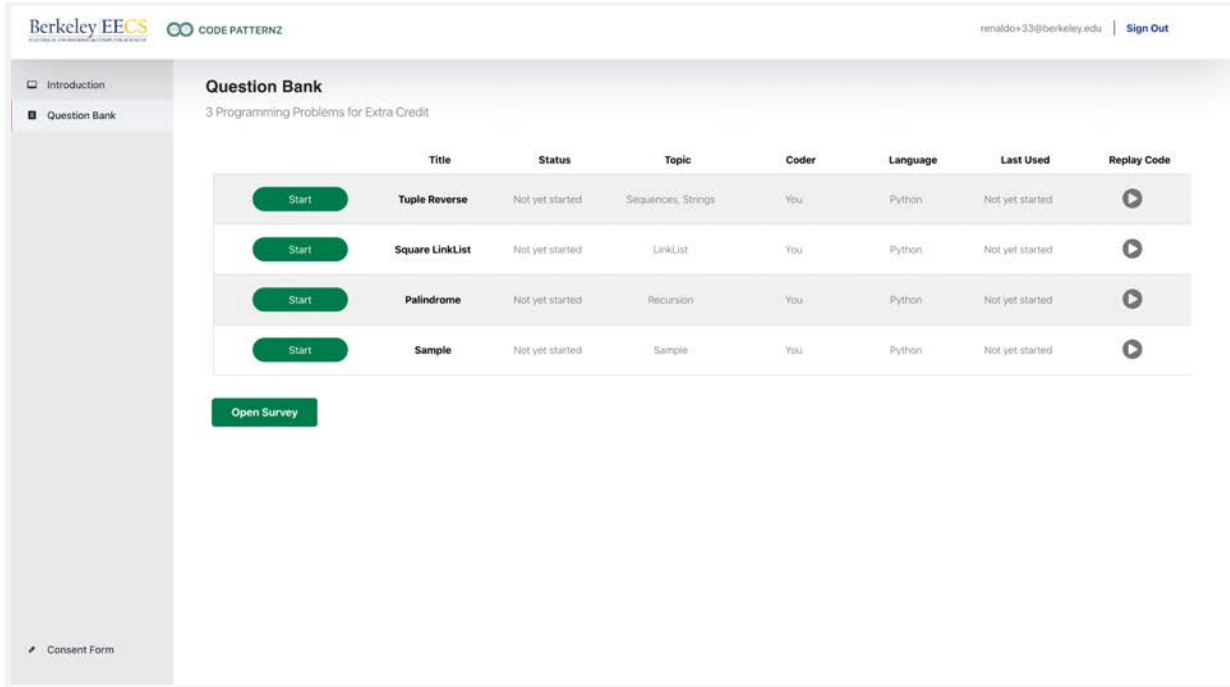 Berkeley EECS
CODE PATTERNZ
renaldo+33@berkeley.edu | Sign Out
Introduction
Question Bank
Question Bank
3 Programming Problems for Extra Credit
Title Status Topic Coder Language Last Used Replay Code
Start Tuple Reverse Not yet started Sequences, Strings You Python Not yet started
Start Square LinkList Not yet started LinkList You Python Not yet started
Start Palindrome Not yet started Recursion You Python Not yet started
Start Sample Not yet started Sample You Python Not yet started
Open Survey
Consent Form